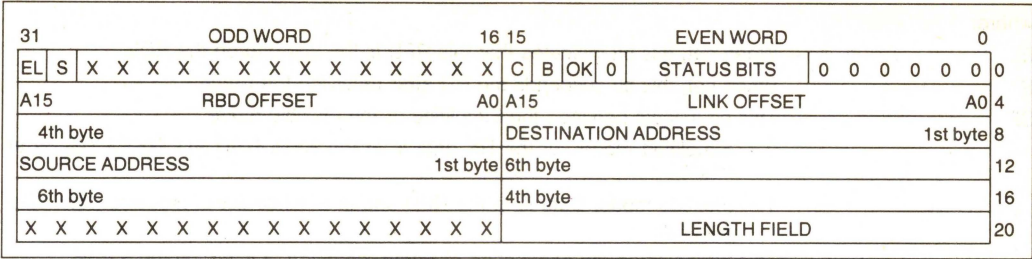 31 ODD WORD 16 15 EVEN WORD 0
EL S X X X X X X X X X X X X X X C B OK 0 STATUS BITS 0 0 0 0 0 0 0
A15 RBD OFFSET A0 A15 LINK OFFSET A0 4
4th byte DESTINATION ADDRESS 1st byte 8
SOURCE ADDRESS 1st byte 6th byte 12
6th byte 4th byte 16
X X X X X X X X X X X X X X X X LENGTH FIELD 20